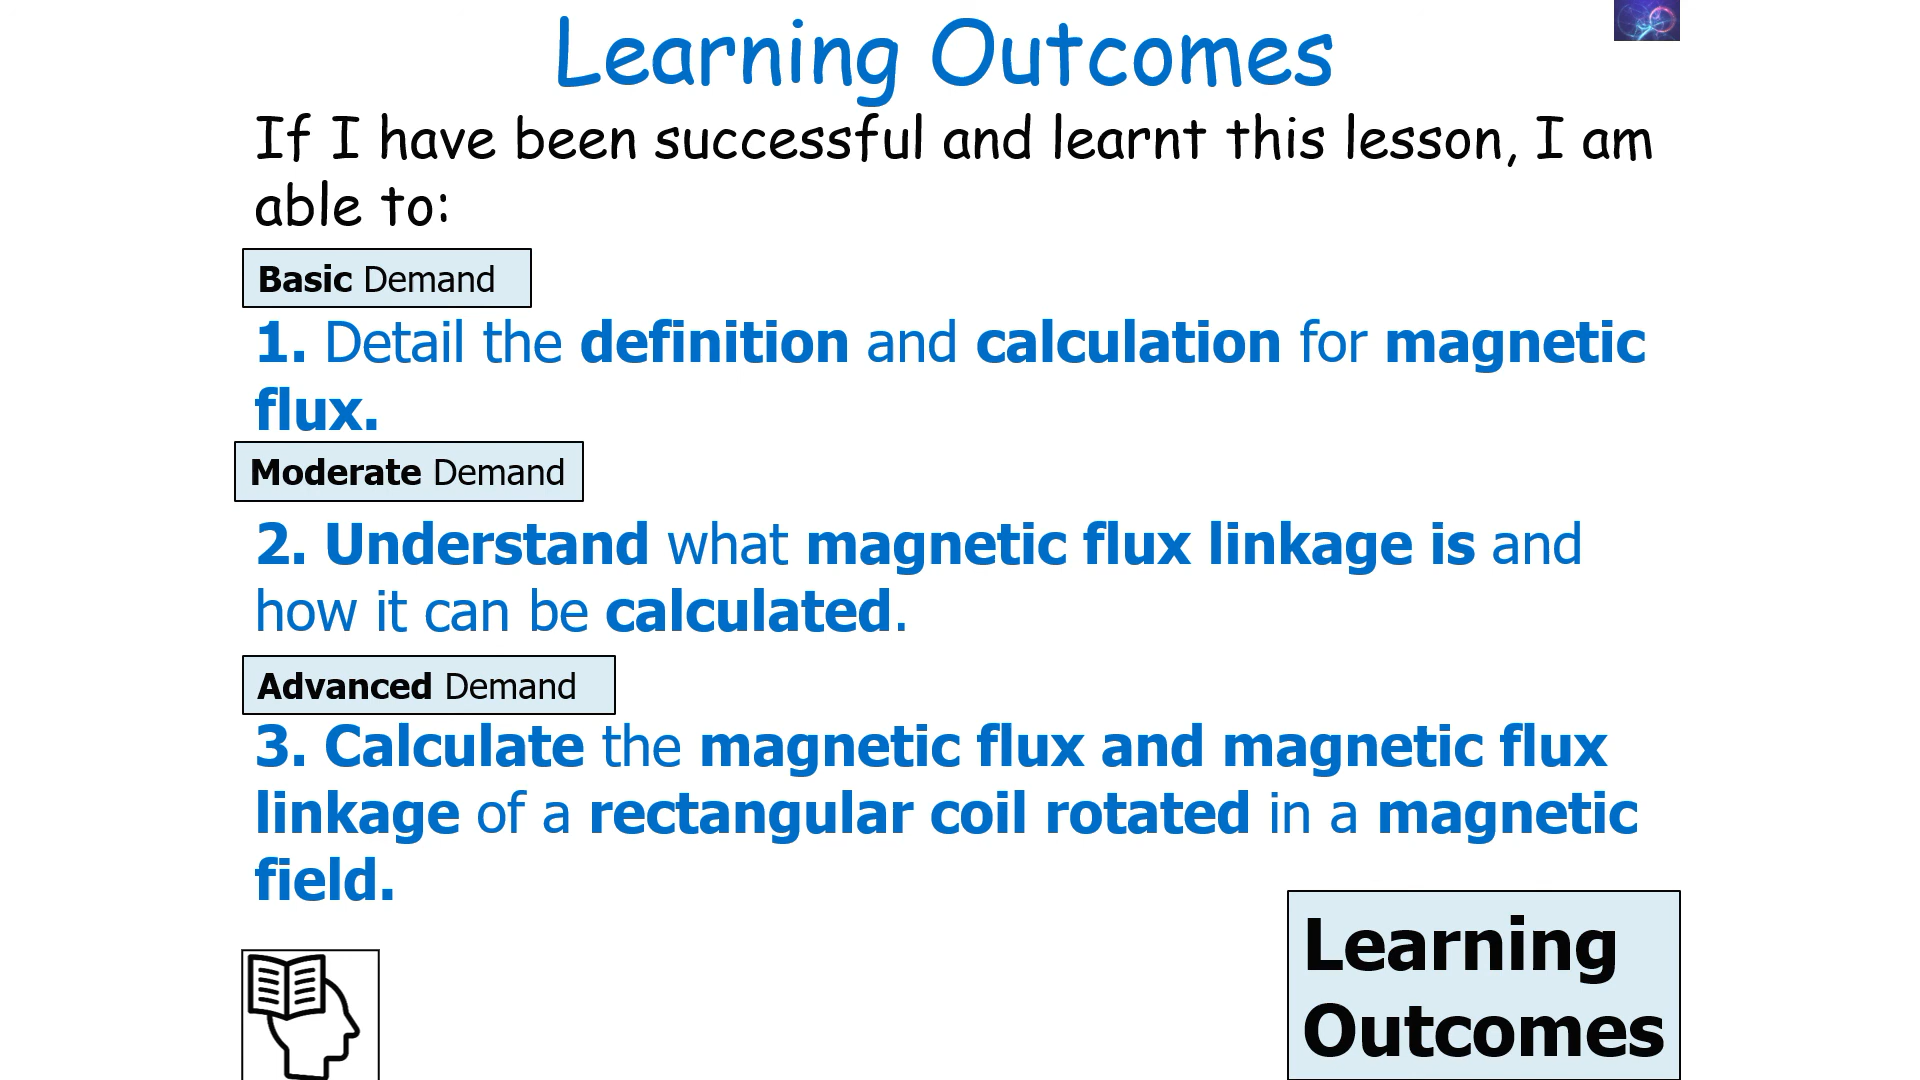 Learning Outcomes
If I have been successful and learnt this lesson, I am
able to:
Basic Demand
1. Detail the definition and calculation for magnetic
flux.
Moderate Demand
2. Understand what magnetic flux linkage is and
how it can be calculated.
Advanced Demand
3. Calculate the magnetic flux and magnetic flux
linkage of a rectangular coil rotated in a magnetic
field.
Learning
Outcomes